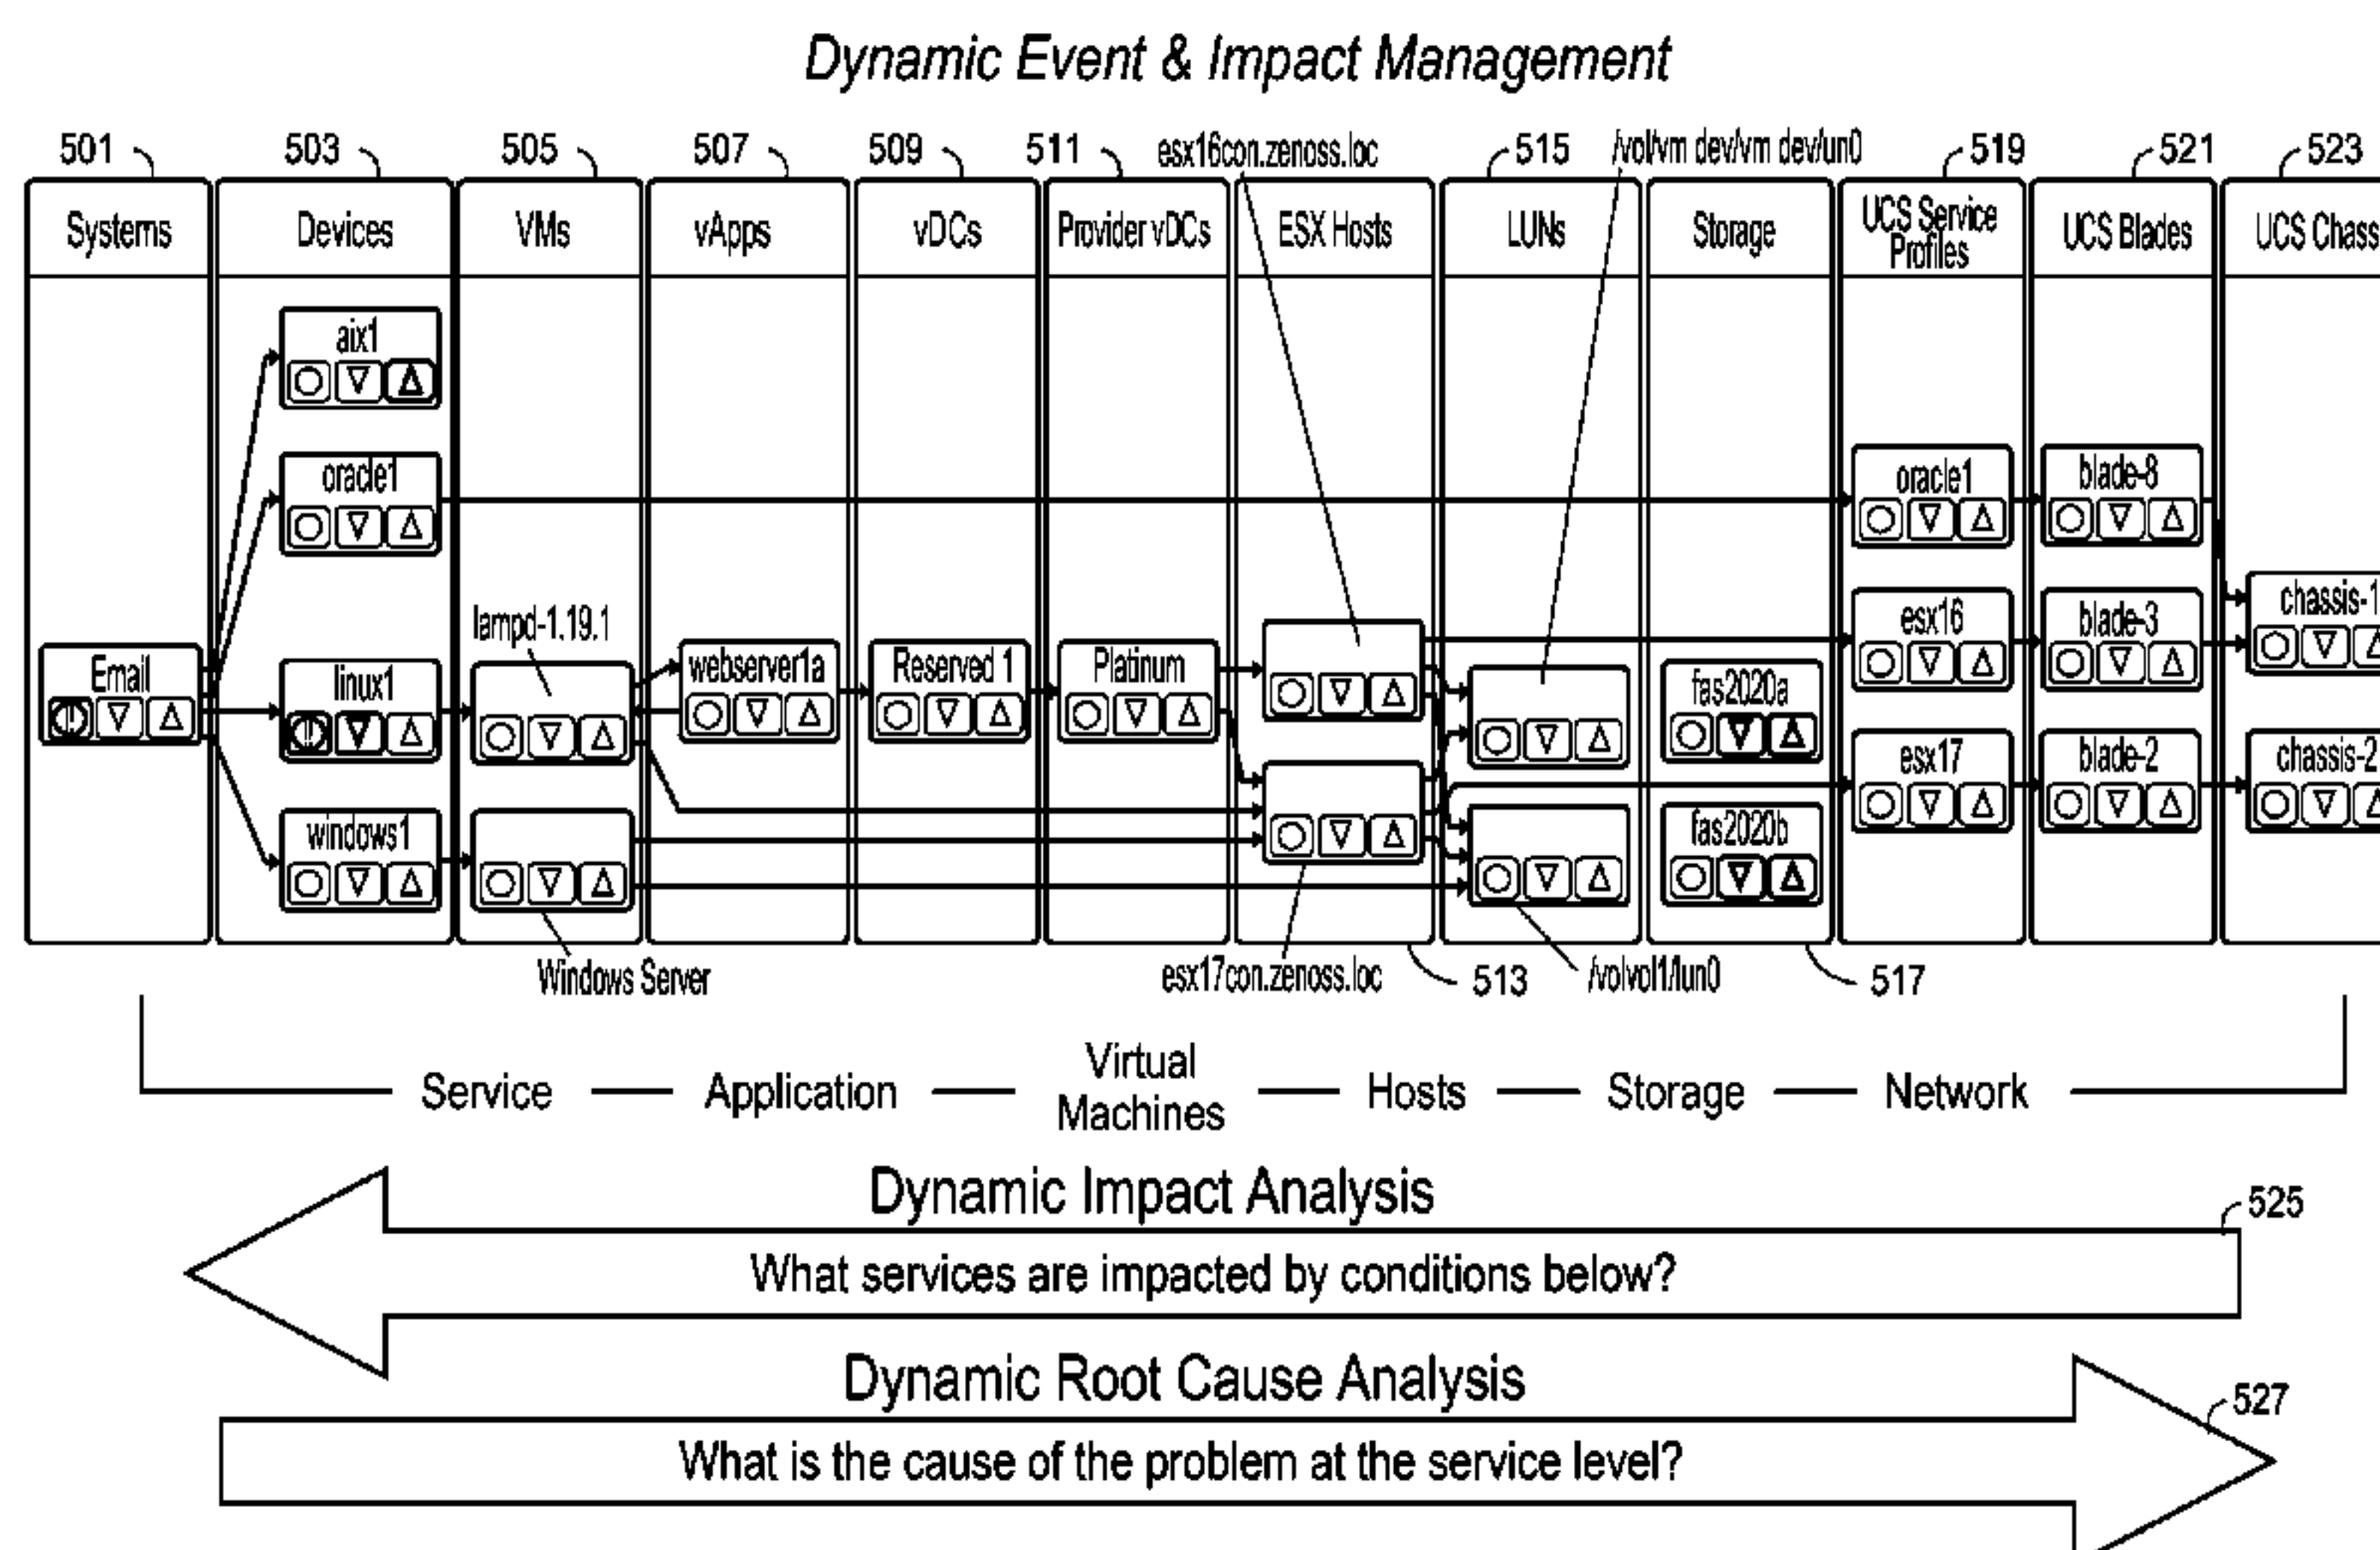 Dynamic Event & Impact Management
501
503
505
507
509
511
esx16con.zenoss.loc
515
/vol/vm dev/vm dev/un0
519
521
523
Systems
Devices
VMs
vApps
vDCs
Provider vDCs
ESX Hosts
LUNs
Storage
UCS Service
Profiles
UCS Blades
UCS Chass
aix1
oracle1
oracle1
blade-8
lampd-1.19.1
esx16
blade-3
chassis-1
Email
linux1
webserver1a
Reserved 1
Platinum
fas2020a
esx17
blade-2
chassis-2
windows1
fas2020b
Windows Server
esx17con.zenoss.loc
513
/volvol1/lun0
517
Service
Application
Virtual
Machines
Hosts
Storage
Network
Dynamic Impact Analysis
525
What services are impacted by conditions below?
Dynamic Root Cause Analysis
527
What is the cause of the problem at the service level?